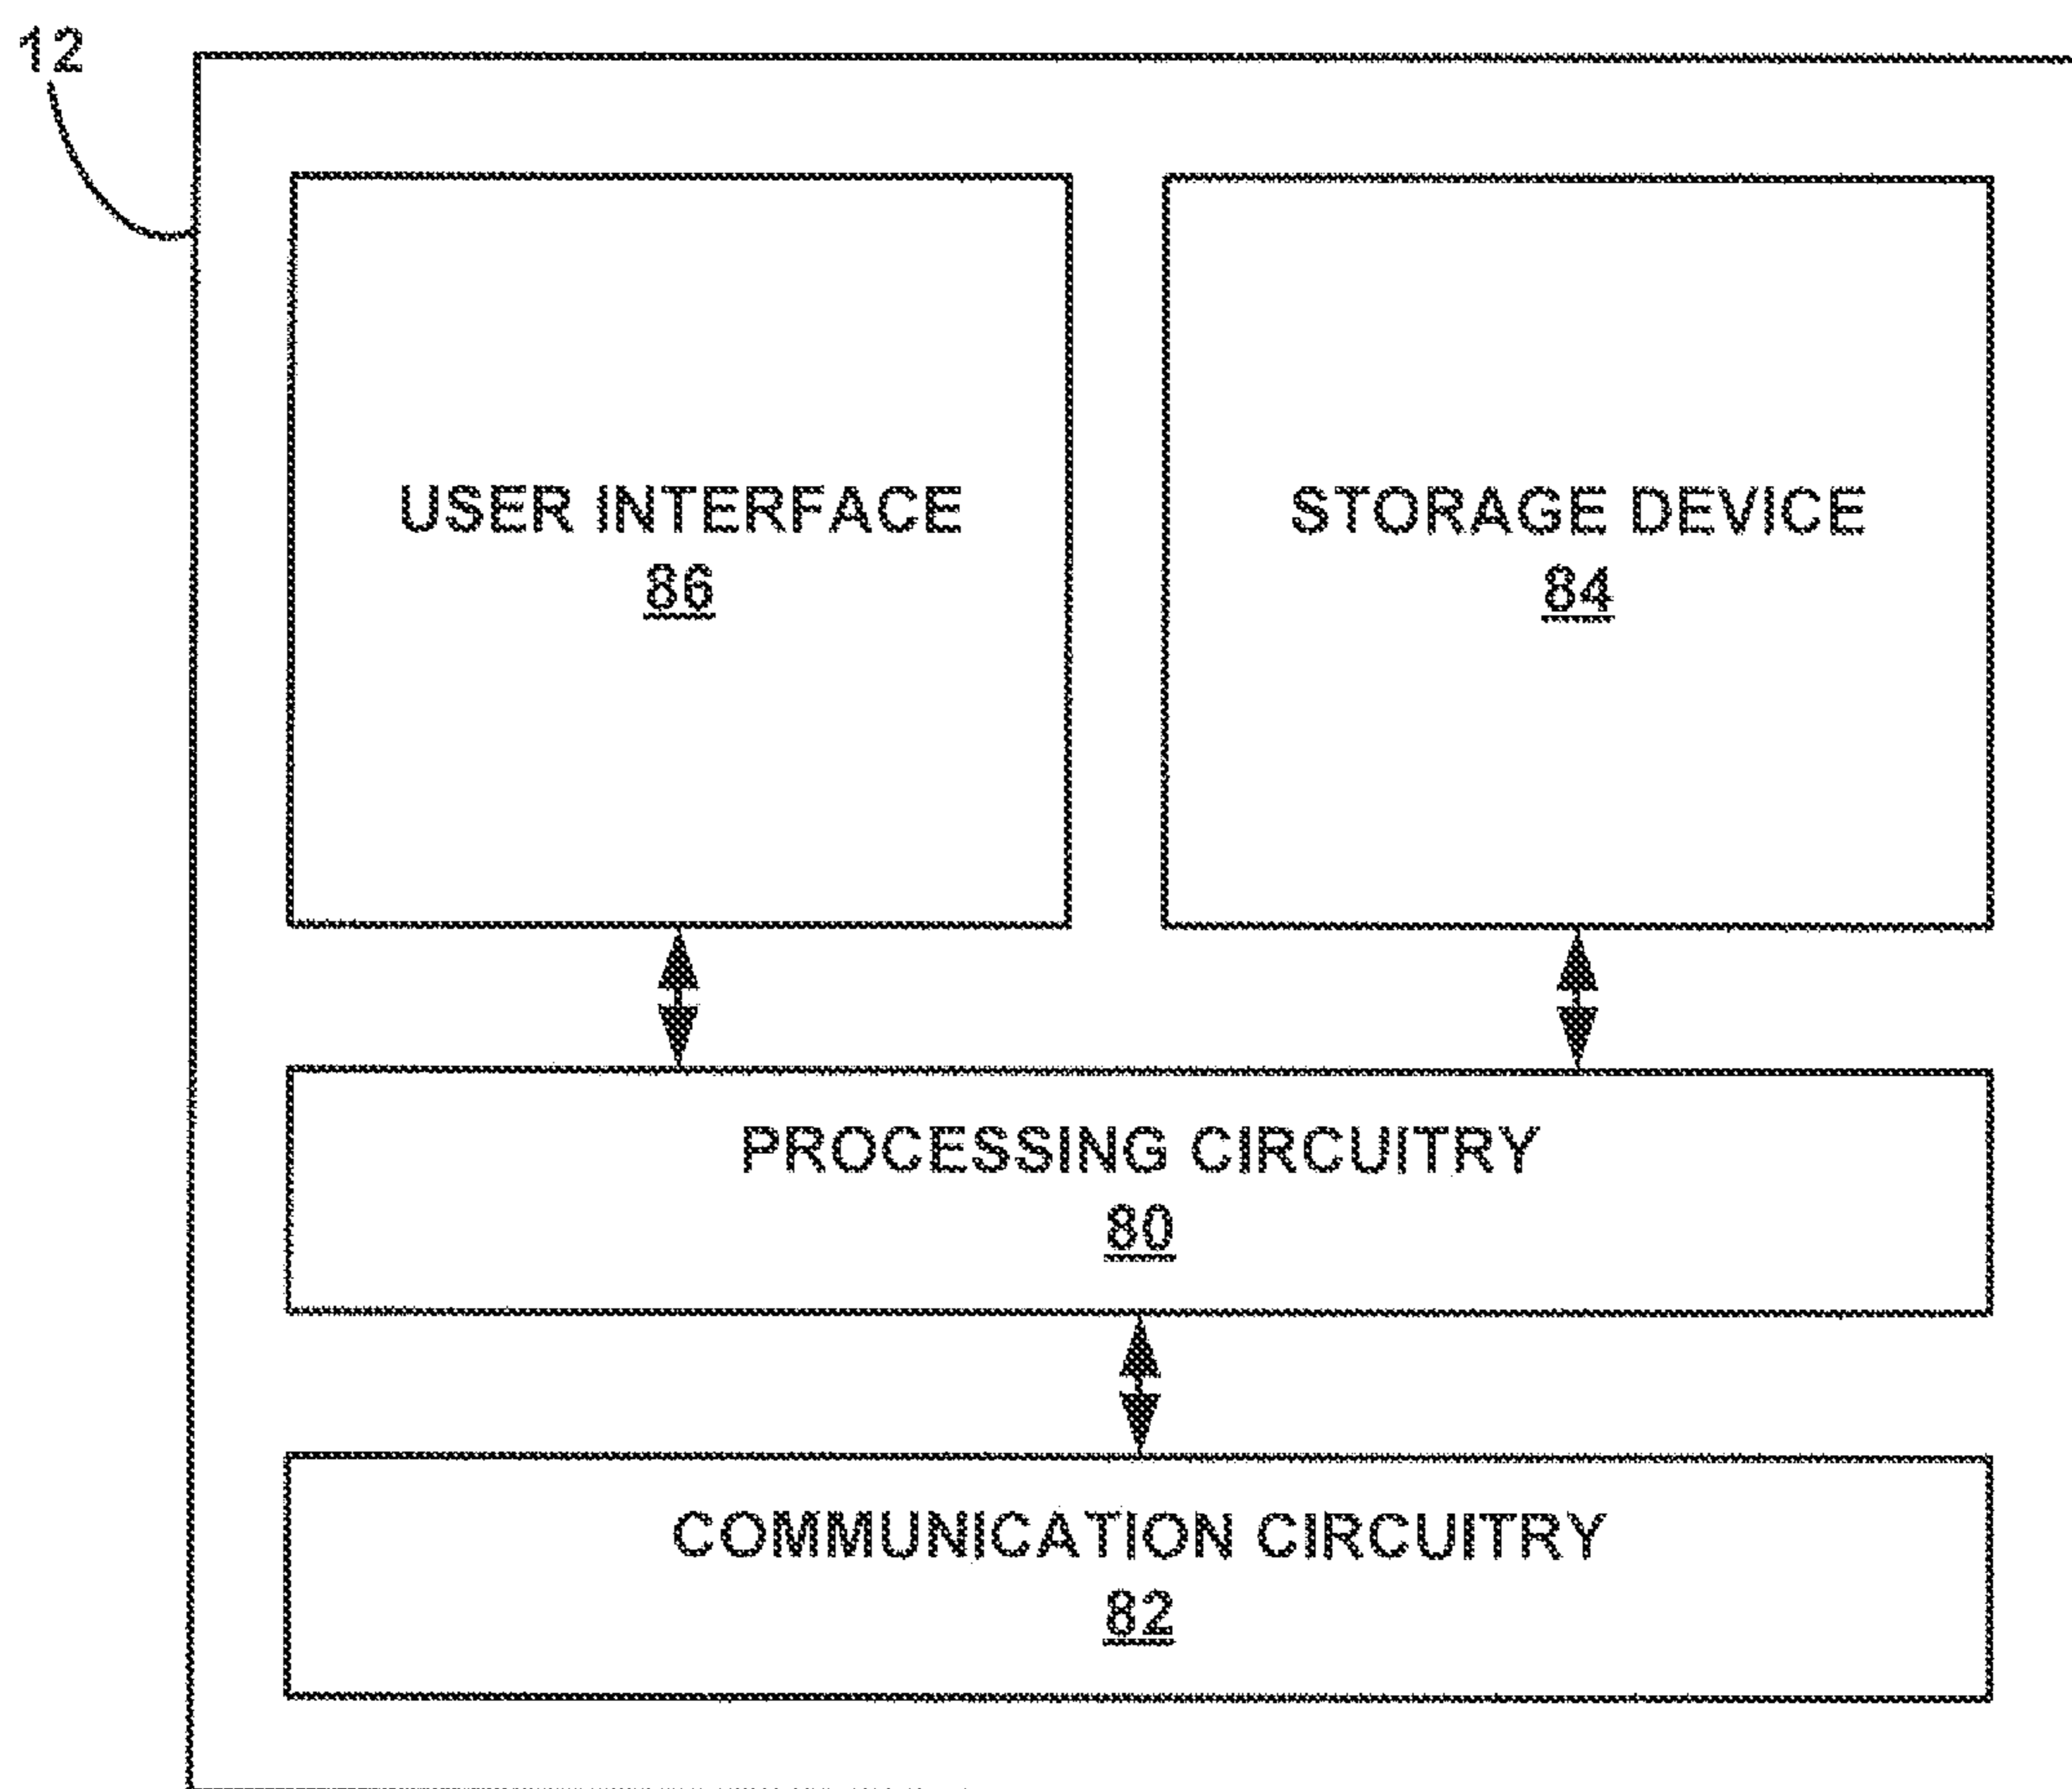 12
USER INTERFACE
86
STORAGE DEVICE
84
PROCESSING CIRCUITRY
80
COMMUNICATION CIRCUITRY
82